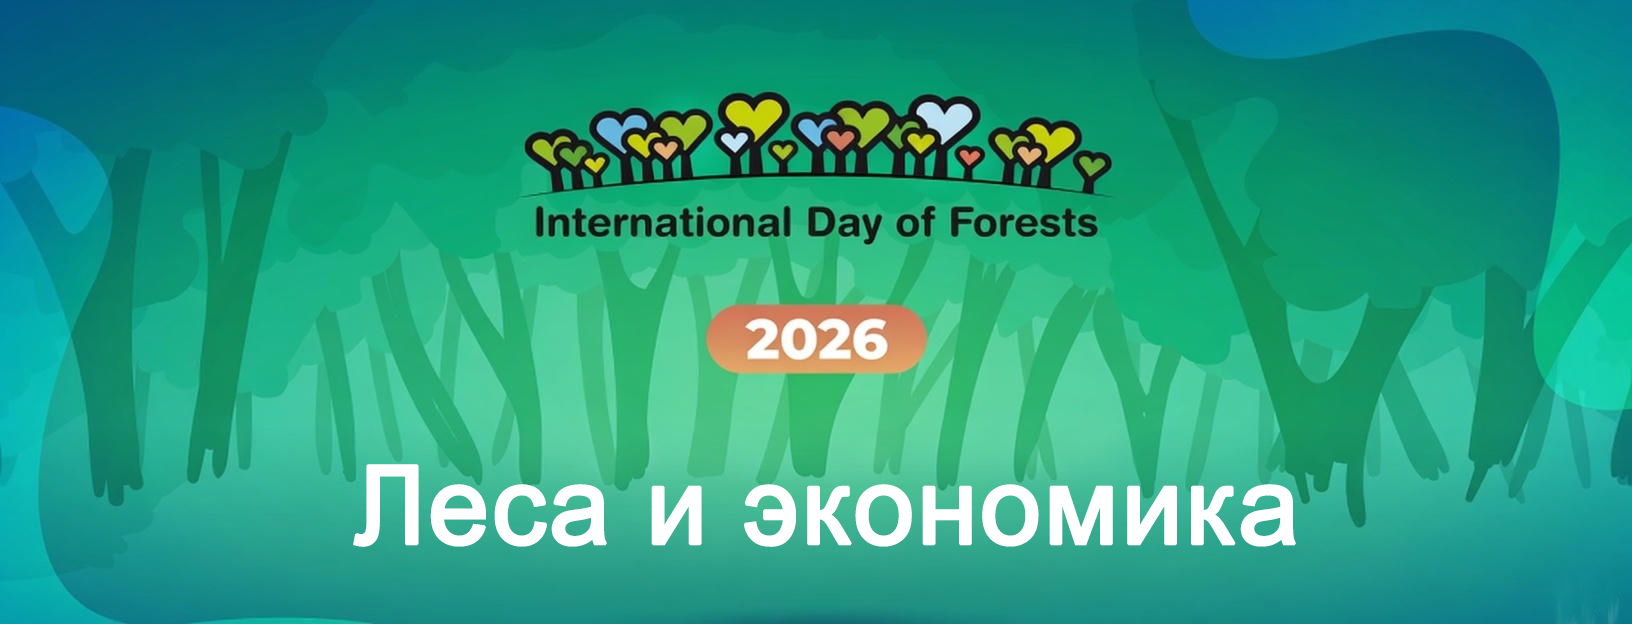 International Day of Forests
2026
Леса и экономика